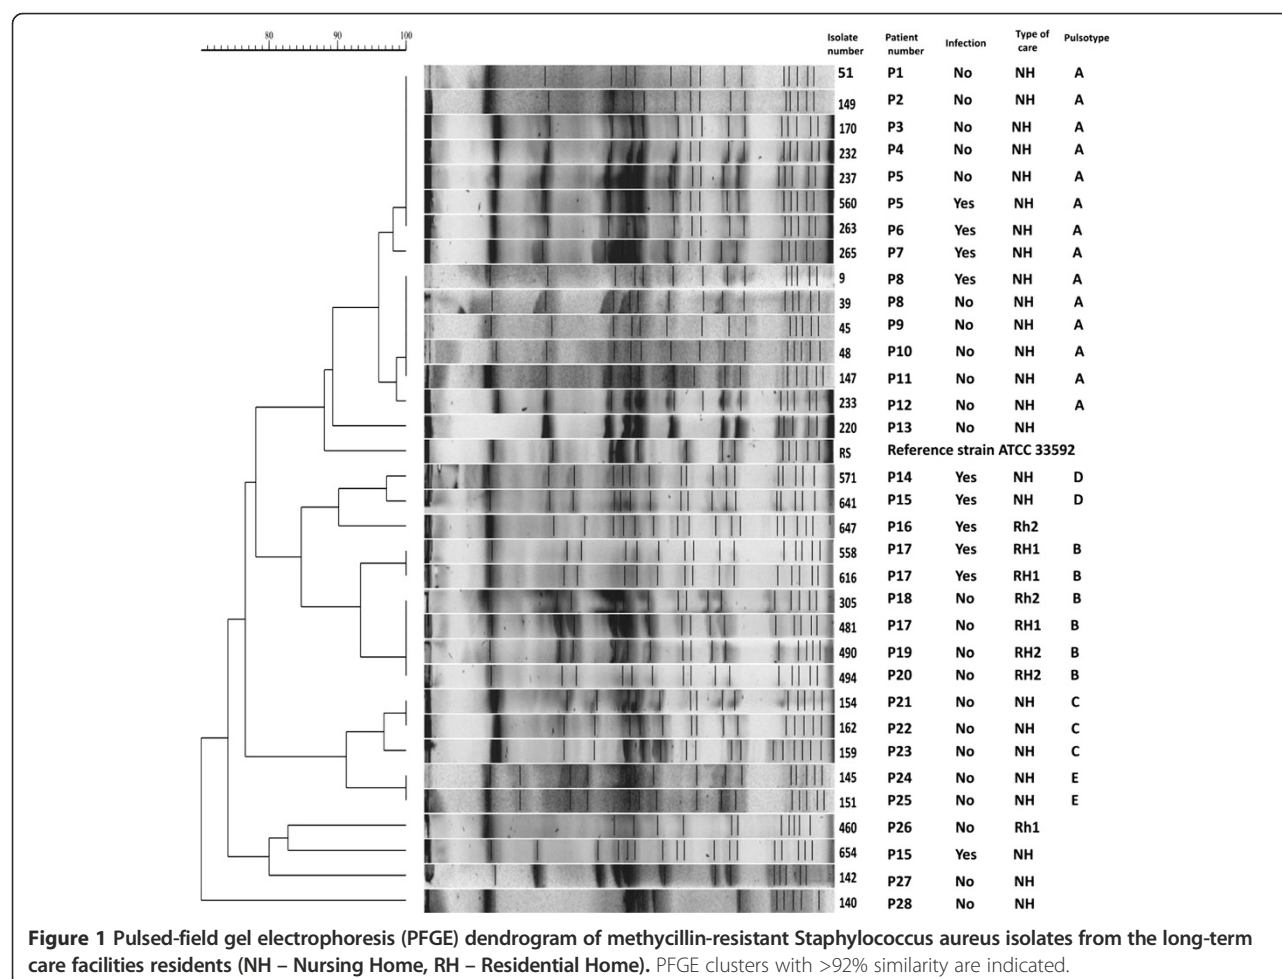 80 90 100
Isolate number Patient number Infection Type of care Pulsotype
51 P1 No NH A
149 P2 No NH A
170 P3 No NH A
232 P4 No NH A
237 P5 No NH A
560 P5 Yes NH A
263 P6 Yes NH A
265 P7 Yes NH A
9 P8 Yes NH A
39 P8 No NH A
45 P9 No NH A
48 P10 No NH A
147 P11 No NH A
233 P12 No NH A
220 P13 No NH
RS Reference strain ATCC 33592
571 P14 Yes NH D
641 P15 Yes NH D
647 P16 Yes Rh2
558 P17 Yes RH1 B
616 P17 Yes RH1 B
305 P18 No Rh2 B
481 P17 No RH1 B
490 P19 No RH2 B
494 P20 No RH2 B
154 P21 No NH C
162 P22 No NH C
159 P23 No NH C
145 P24 No NH E
151 P25 No NH E
460 P26 No Rh1
654 P15 Yes NH
142 P27 No NH
140 P28 No NH
Figure 1 Pulsed-field gel electrophoresis (PFGE) dendrogram of methycillin-resistant Staphylococcus aureus isolates from the long-term
care facilities residents (NH – Nursing Home, RH – Residential Home). PFGE clusters with >92% similarity are indicated.